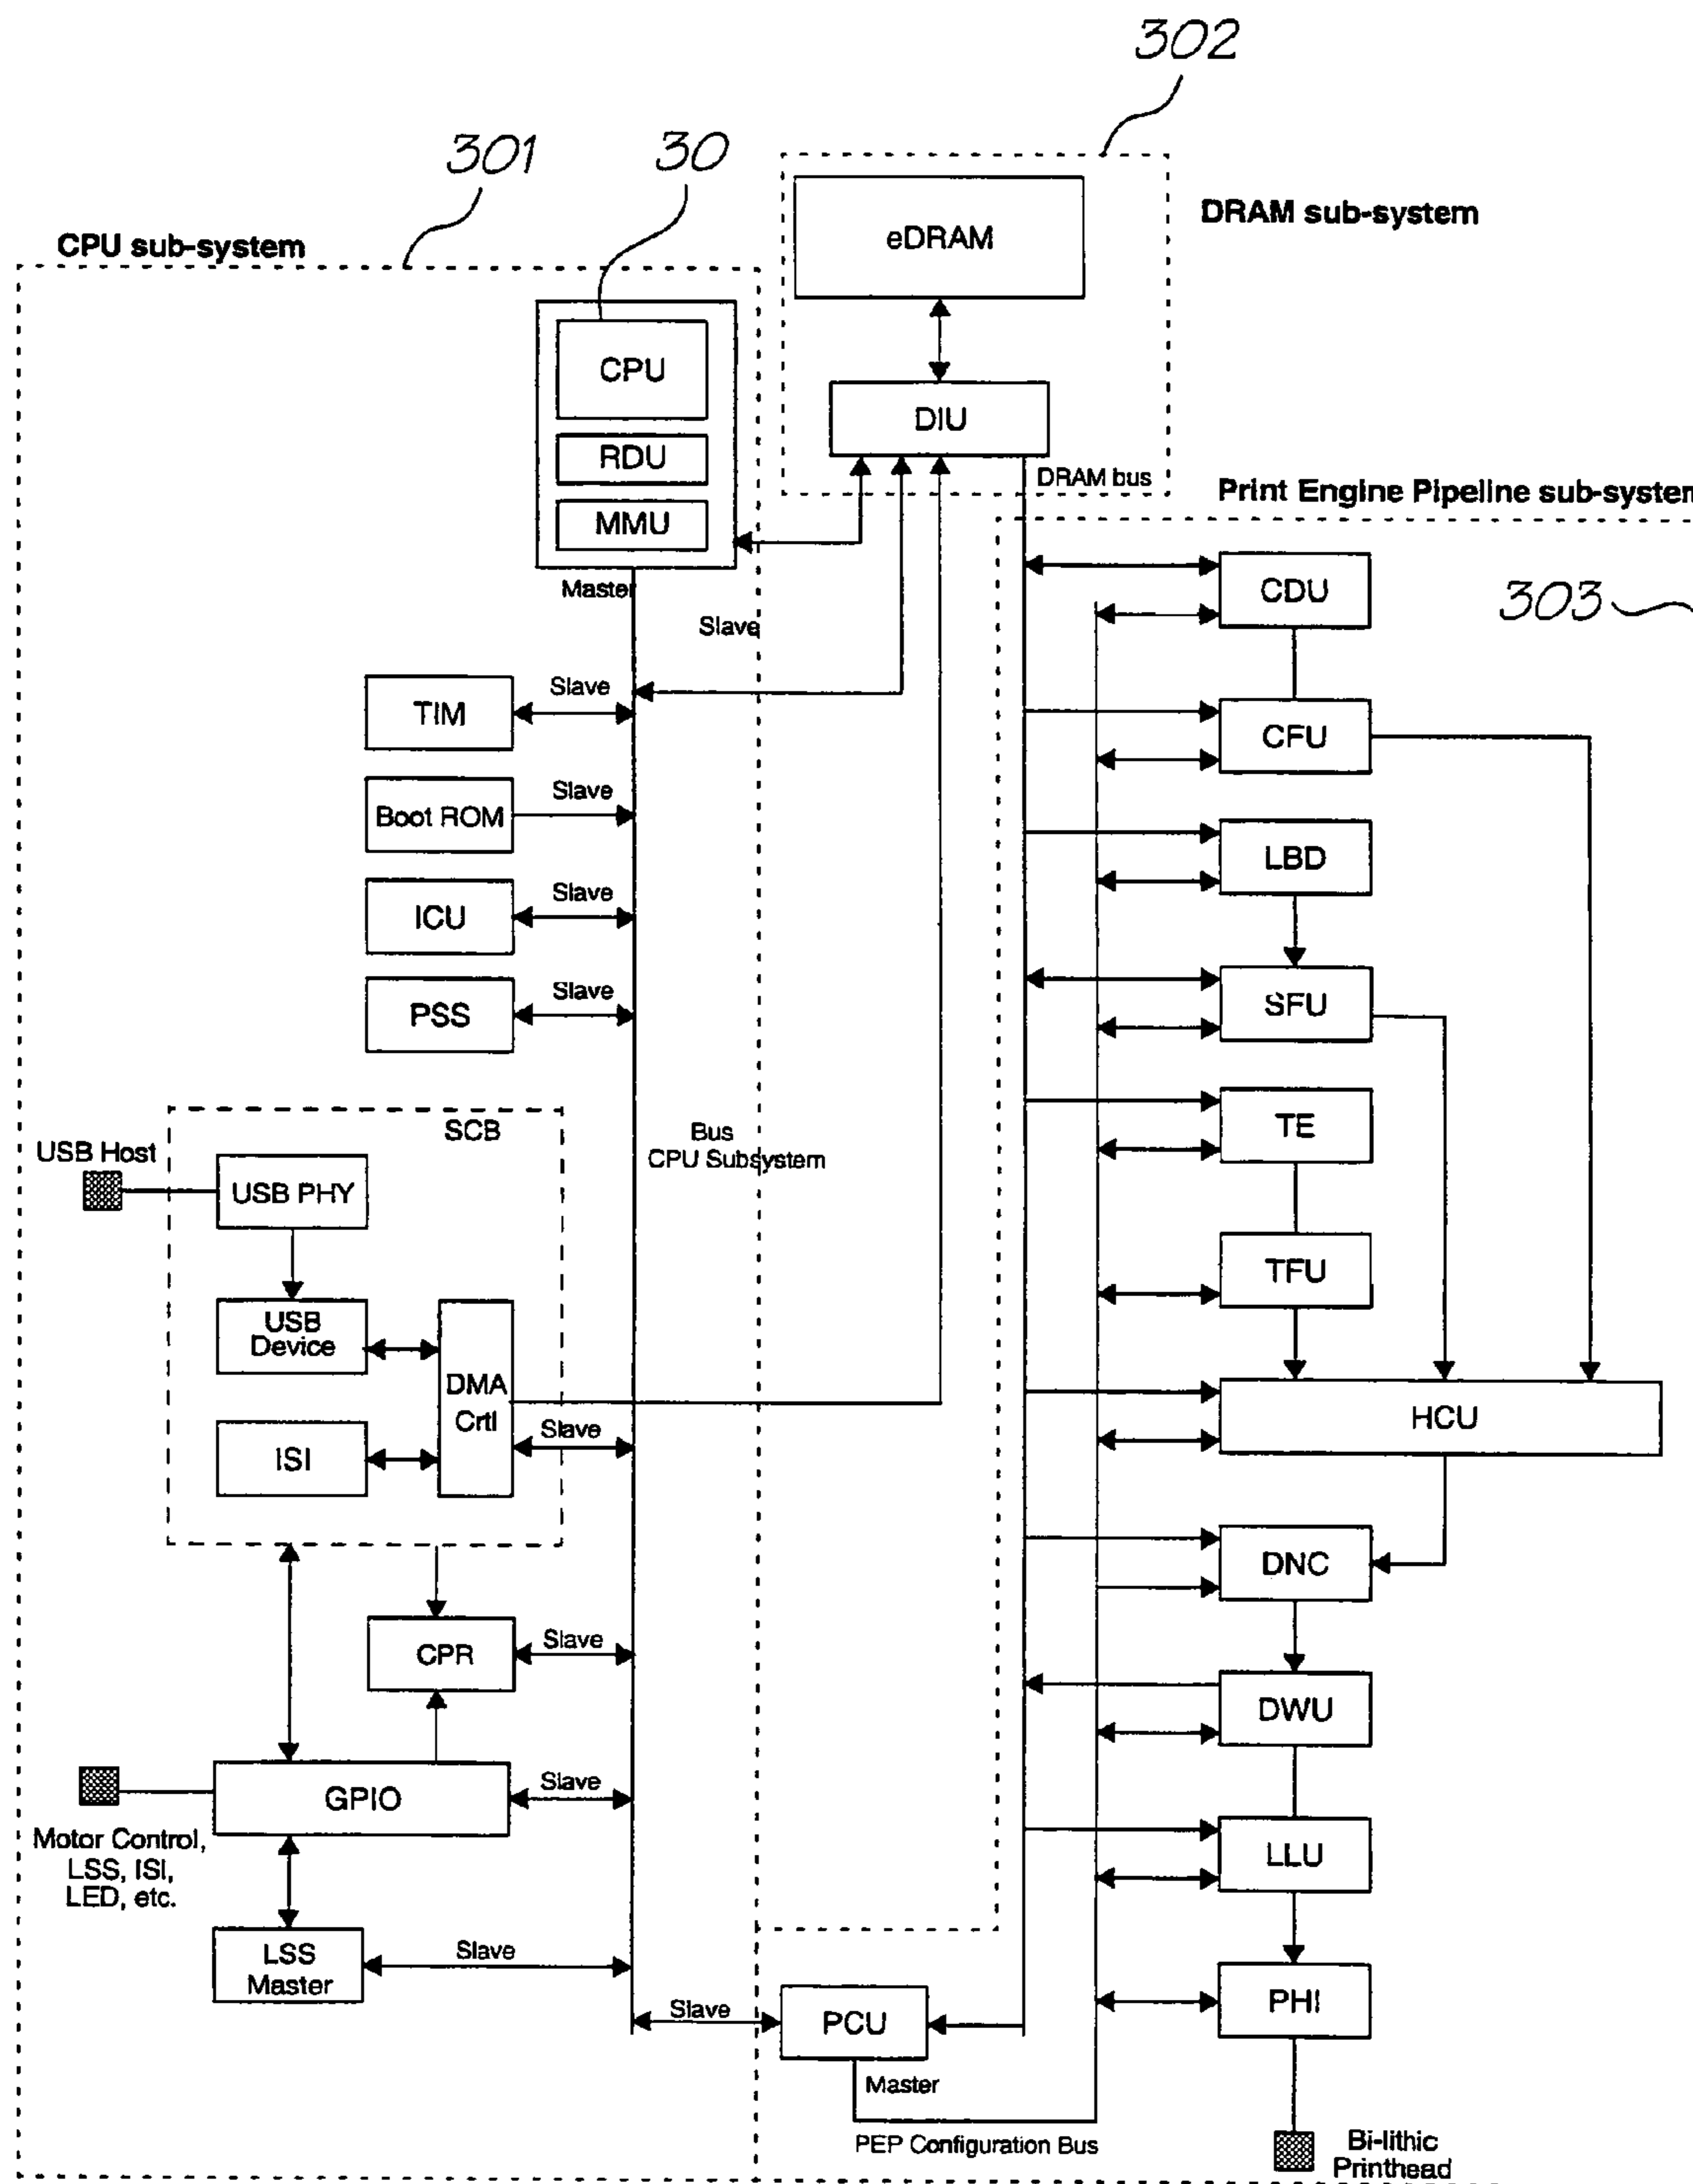 302
301
30
DRAM sub-system
CPU sub-system
eDRAM
CPU
DIU
RDU
DRAM bus
Print Engine Pipeline sub-system
MMU
Master
Slave
CDU
303
TIM
Slave
CFU
Boot ROM
Slave
LBD
ICU
Slave
PSS
Slave
SFU
SCB
USB Host
Bus
CPU Subsystem
TE
USB PHY
TFU
USB
Device
DMA
Crtl
Slave
HCU
ISI
DNC
CPR
Slave
DWU
GPIO
Slave
Motor Control,
LSS, ISI,
LED, etc.
LLU
LSS
Master
Slave
PHI
Slave
PCU
Master
PEP Configuration Bus
Bi-lithic
Printhead